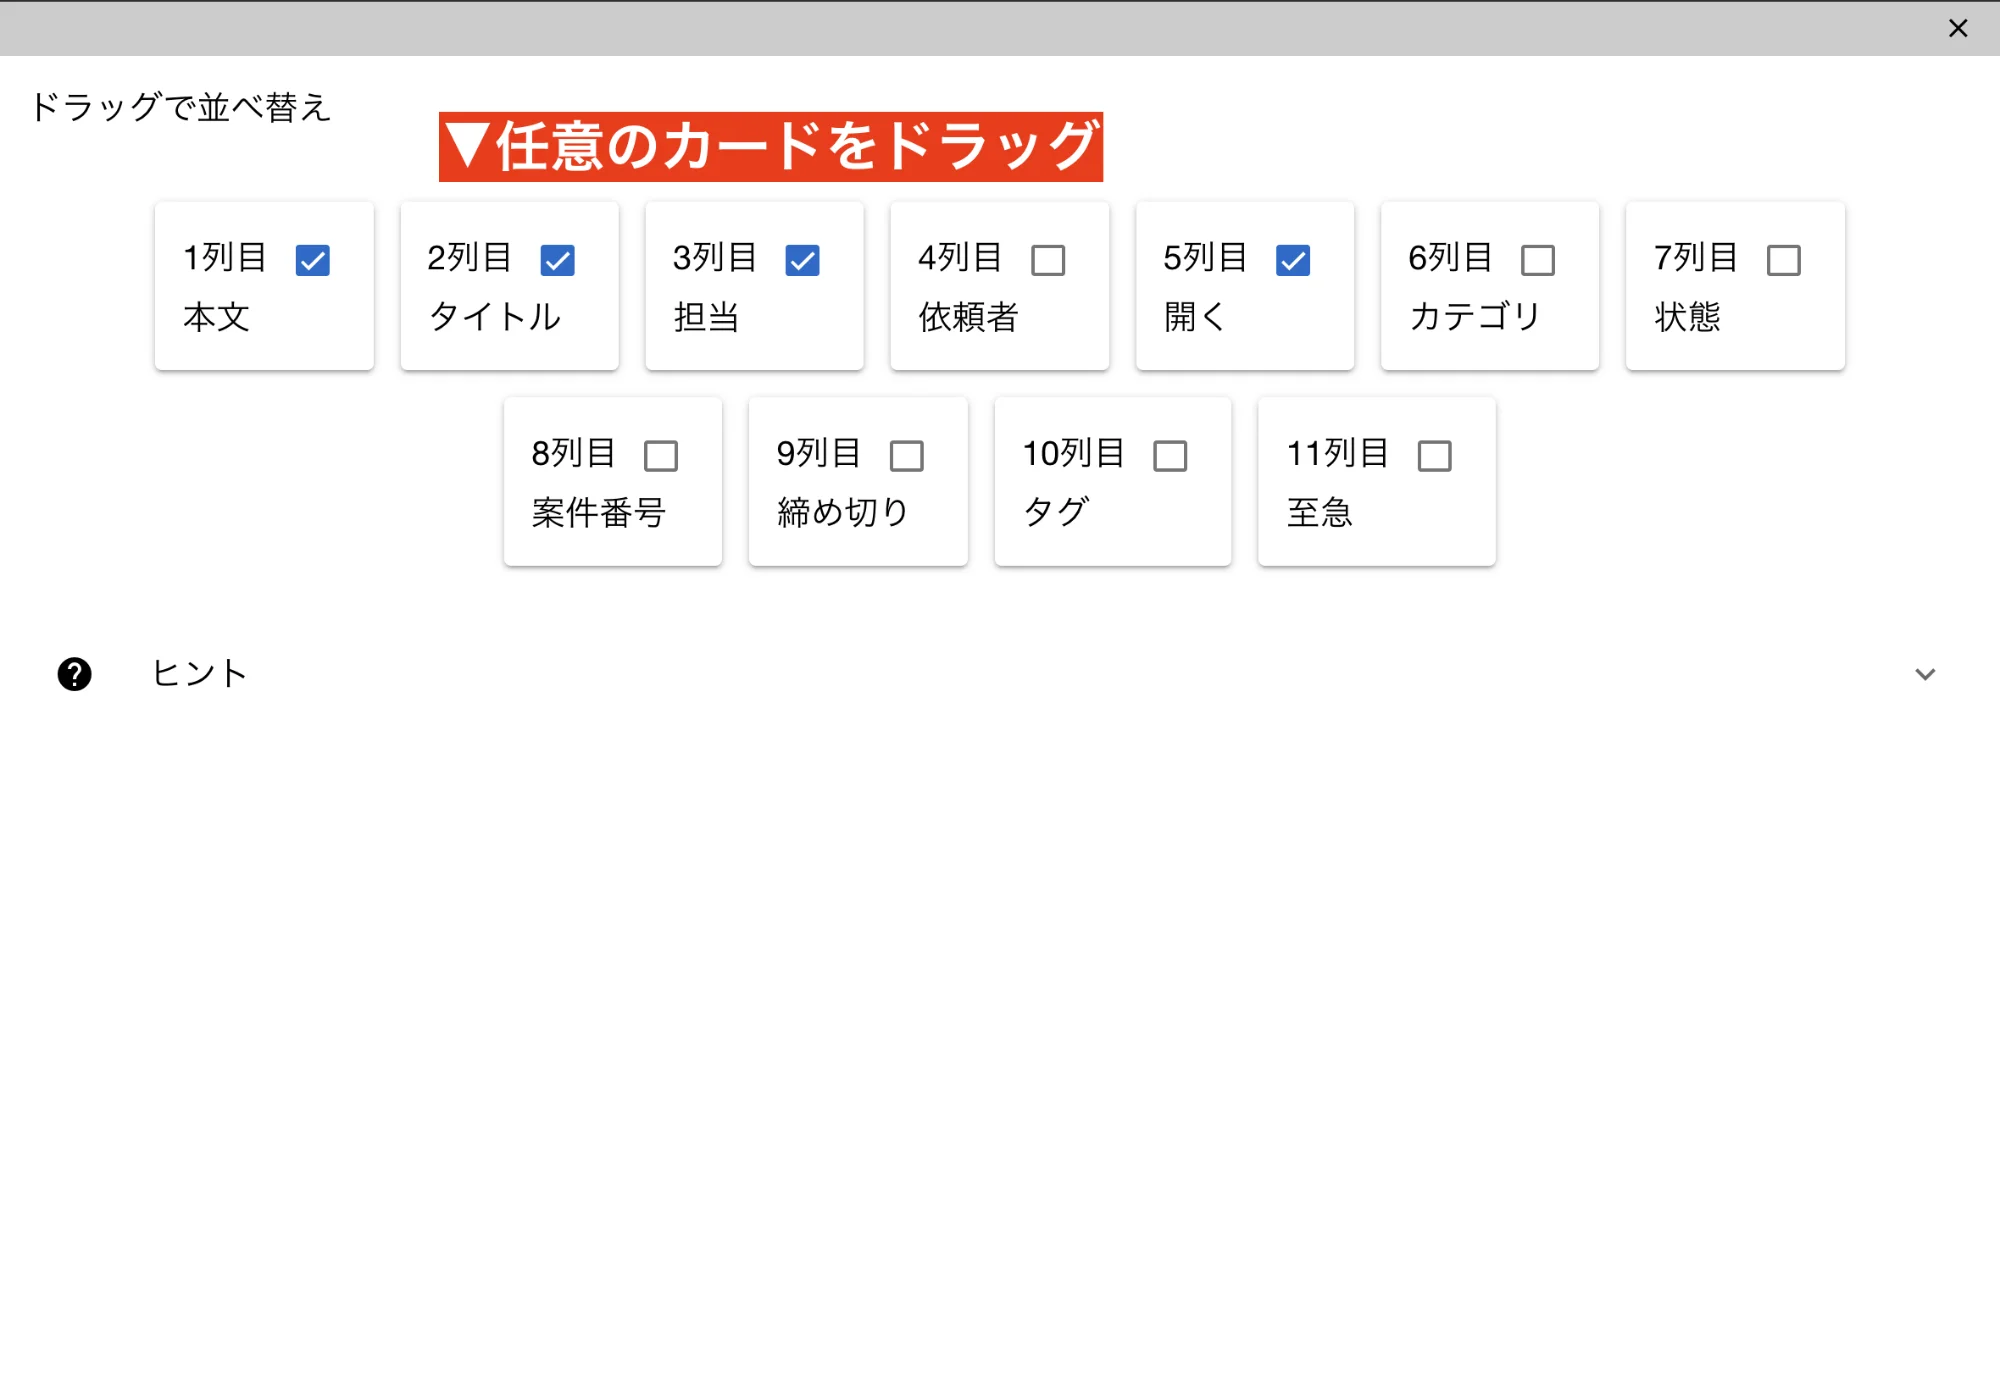 ドラッグで並べ替え
▼任意のカードをドラッグ
1列目
本文
2列目
タイトル
3列目
担当
4列目
依頼者
5列目
開く
6列目
カテゴリ
7列目
状態
8列目
案件番号
9列目
締め切り
10列目
タグ
11列目
至急
ヒント